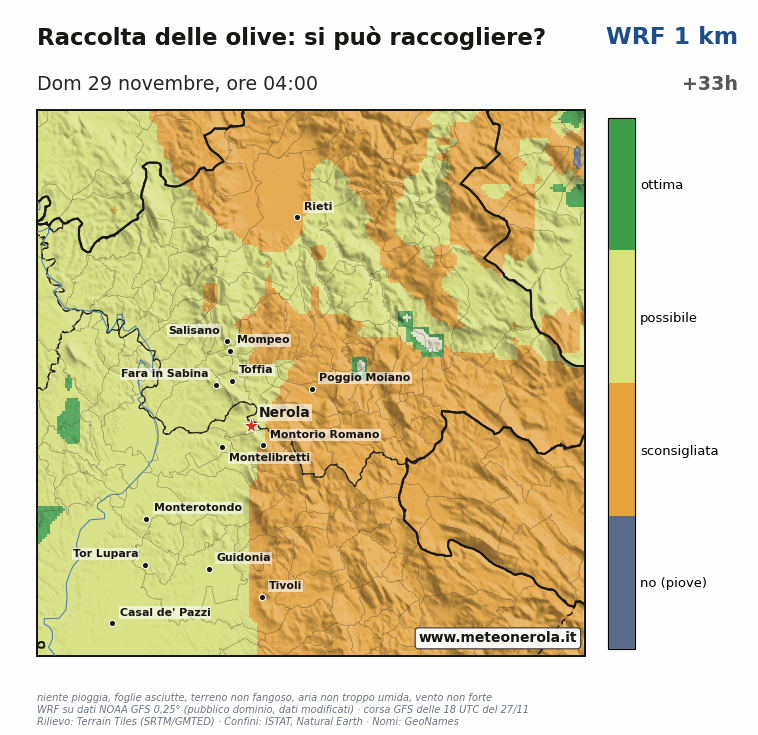 Raccolta delle olive: si può raccogliere?
WRF 1 km
Dom 29 novembre, ore 04:00
+33h
Rieti
Salisano
Mompeo
Toffia
Fara in Sabina
Poggio Moiano
Nerola
Montorio Romano
Montelibretti
Monterotondo
Tor Lupara
Guidonia
Tivoli
Casal de' Pazzi
www.meteonerola.it
ottima
possibile
sconsigliata
no (piove)
niente pioggia, foglie asciutte, terreno non fangoso, aria non troppo umida, vento non forte
WRF su dati NOAA GFS 0,25° (pubblico dominio, dati modificati) · corsa GFS delle 18 UTC del 27/11
Rilievo: Terrain Tiles (SRTM/GMTED) · Confini: ISTAT, Natural Earth · Nomi: GeoNames